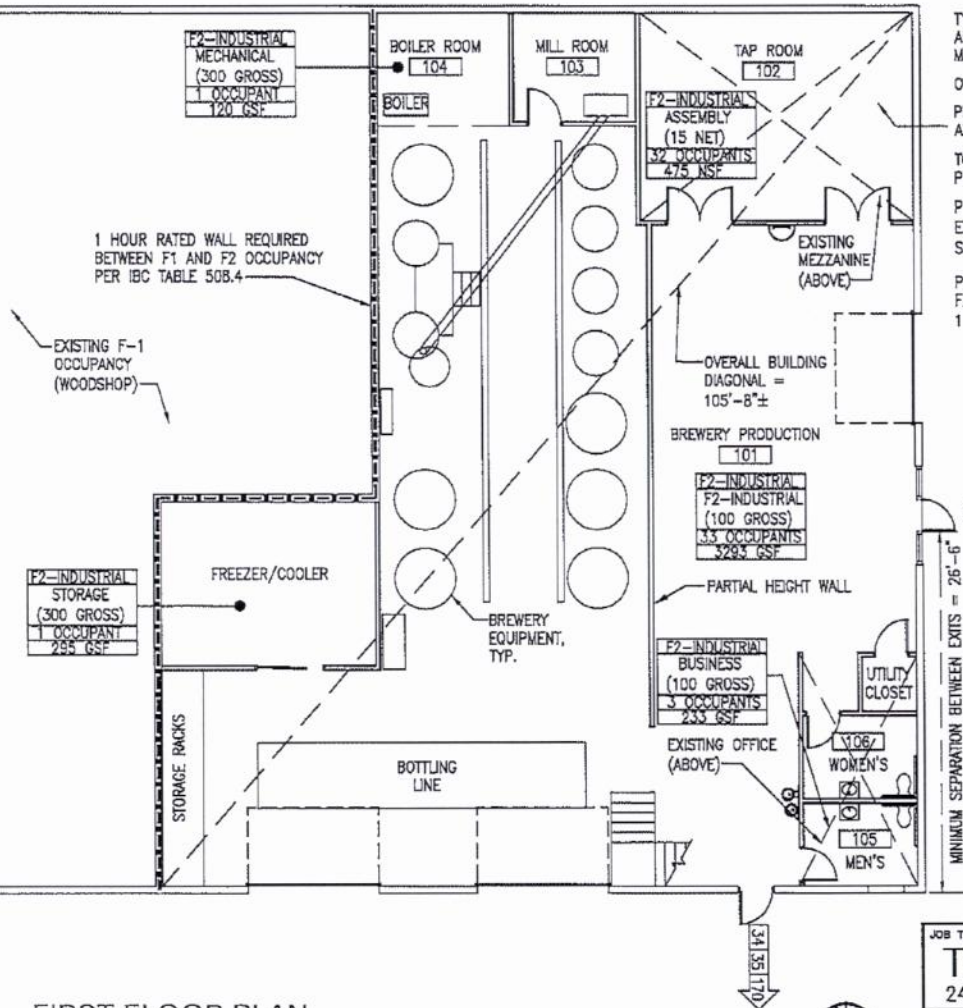 F2-INDUSTRIAL
MECHANICAL
(300 GROSS)
1 OCCUPANT
120 GSF
BOILER ROOM
104
BOILER
MILL ROOM
103
TAP ROOM
102
F2-INDUSTRIAL
ASSEMBLY
(15 NET)
32 OCCUPANTS
475 NSF
1 HOUR RATED WALL REQUIRED
BETWEEN F1 AND F2 OCCUPANCY
PER IBC TABLE 508.4
EXISTING
MEZZANINE
(ABOVE)
EXISTING F-1
OCCUPANCY
(WOODSHOP)
OVERALL BUILDING
DIAGONAL =
105'-8"±
BREWERY PRODUCTION
101
F2-INDUSTRIAL
F2-INDUSTRIAL
(100 GROSS)
33 OCCUPANTS
3293 GSF
F2-INDUSTRIAL
STORAGE
(300 GROSS)
1 OCCUPANT
295 GSF
FREEZER/COOLER
PARTIAL HEIGHT WALL
BREWERY
EQUIPMENT,
TYP.
F2-INDUSTRIAL
BUSINESS
(100 GROSS)
3 OCCUPANTS
233 GSF
UTILITY
CLOSET
EXISTING OFFICE
(ABOVE)
106
WOMEN'S
105
MEN'S
STORAGE RACKS
BOTTLING
LINE
MINIMUM SEPARATION BETWEEN EXITS = 26'-6"
34 35 170
JOB T
T
24
FIRST FLOOR PLAN